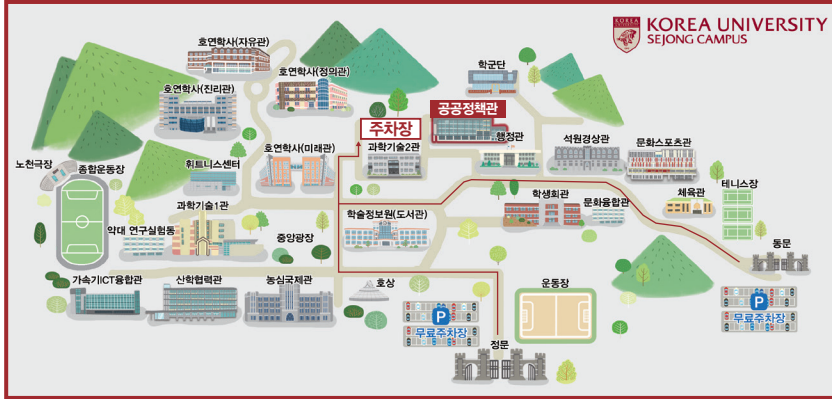 KOREA
KOREA UNIVERSITY
SEJONG CAMPUS
호연학사(자유관)
호연학사(정의관)
학군단
호연학사(진리관)
공공정책관
주차장
행정관
석원경상관
문화스포츠관
과학기술2관
호연학사(미래관)
노천극장
종합운동장
휘트니스센터
체육관
테니스장
학생회관
문화융합관
과학기술1관
학술정보원(도서관)
약대 연구실험동
중앙광장
동문
가속기ICT융합관
산학협력관
농심국제관
호상
운동장
P
무료주차장
P
무료주차장
정문